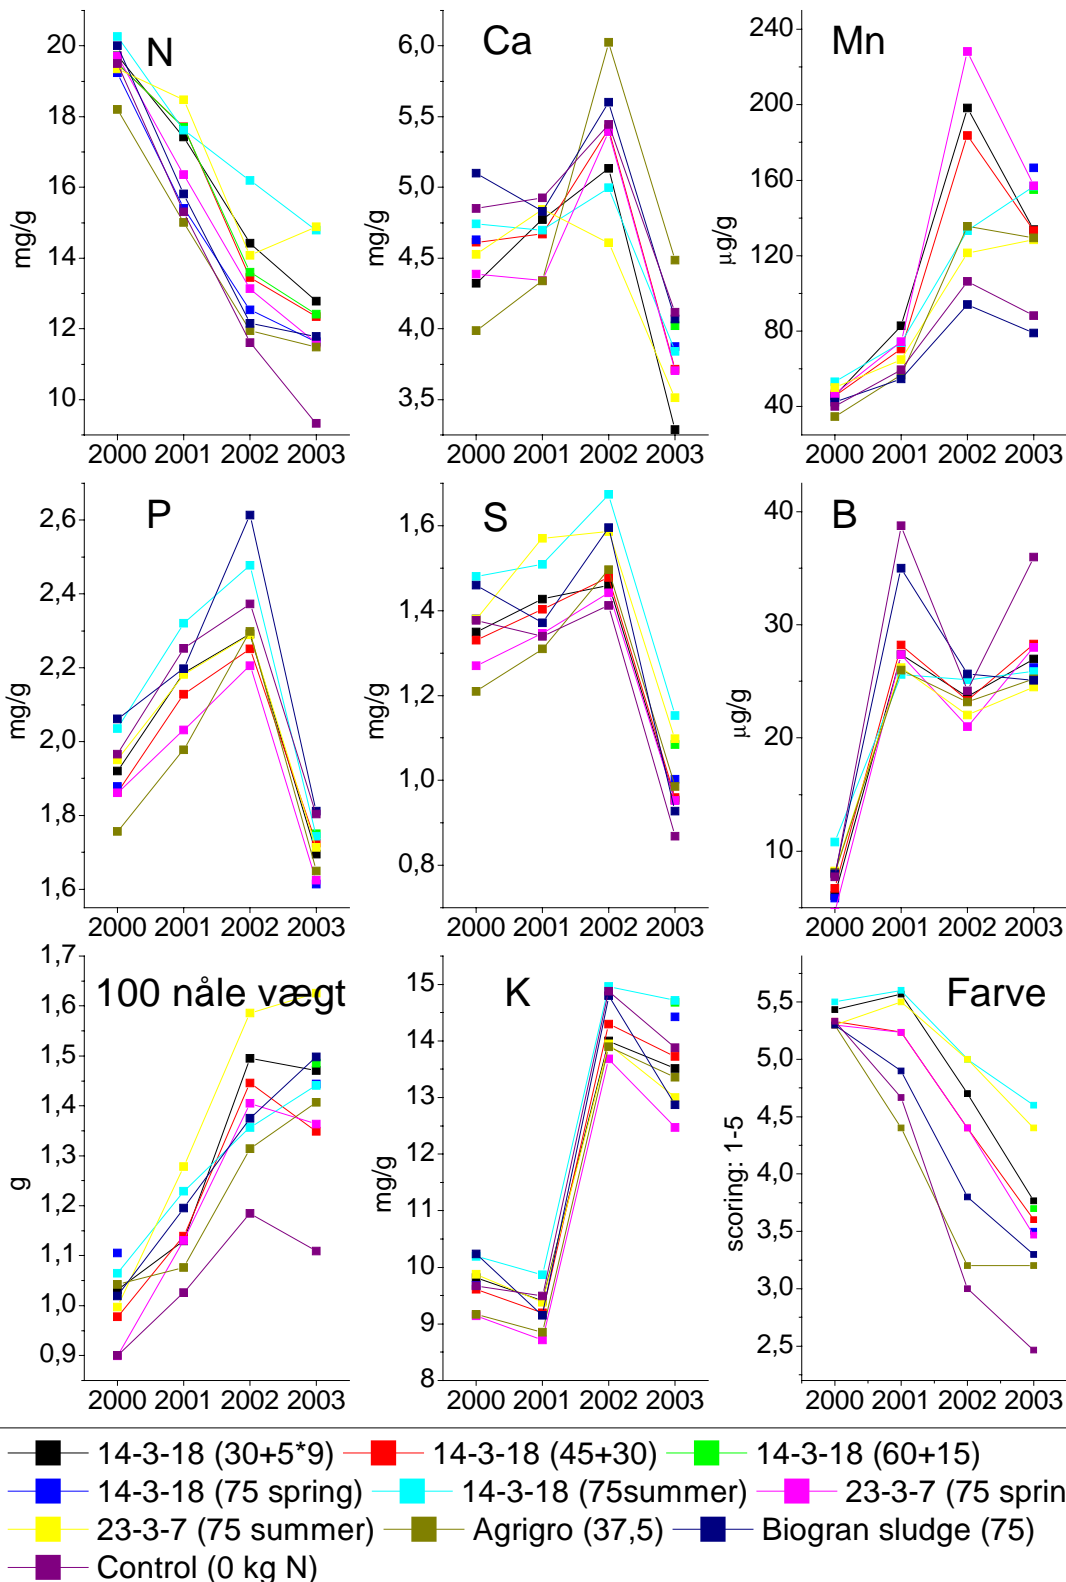 N
20
18
16
14
12
10
mg/g
2000 2001 2002 2003
Ca
6,0
5,5
5,0
4,5
4,0
3,5
mg/g
2000 2001 2002 2003
Mn
240
200
160
120
80
40
µg/g
2000 2001 2002 2003
P
2,6
2,4
2,2
2,0
1,8
1,6
mg/g
2000 2001 2002 2003
S
1,6
1,4
1,2
1,0
0,8
mg/g
2000 2001 2002 2003
B
40
30
20
10
µg/g
2000 2001 2002 2003
100 nåle vægt
1,7
1,6
1,5
1,4
1,3
1,2
1,1
1,0
0,9
g
2000 2001 2002 2003
K
15
14
13
12
11
10
9
8
mg/g
2000 2001 2002 2003
Farve
5,5
5,0
4,5
4,0
3,5
3,0
2,5
scoring: 1-5
2000 2001 2002 2003
14-3-18 (30+5*9) 14-3-18 (45+30) 14-3-18 (60+15)
14-3-18 (75 spring) 14-3-18 (75summer) 23-3-7 (75 sprin
23-3-7 (75 summer) Agrigro (37,5) Biogran sludge (75)
Control (0 kg N)